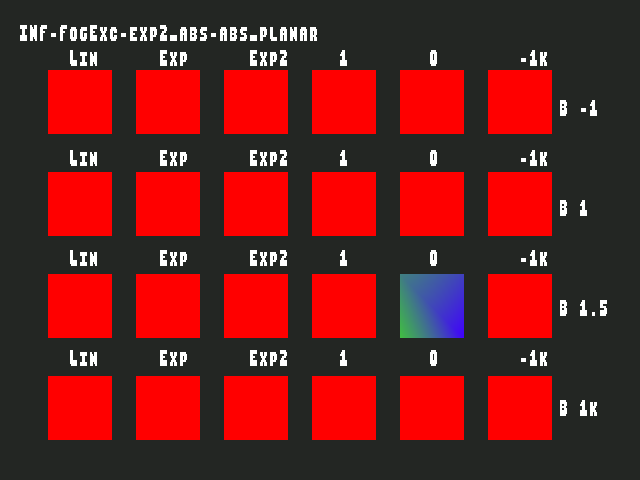 INF-FOGEXC-EXP2_ABS-ABS_PLANAR
LIN EXP EXP2 1 0 -1K
B -1
LIN EXP EXP2 1 0 -1K
B 1
LIN EXP EXP2 1 0 -1K
B 1.5
LIN EXP EXP2 1 0 -1K
B 1K